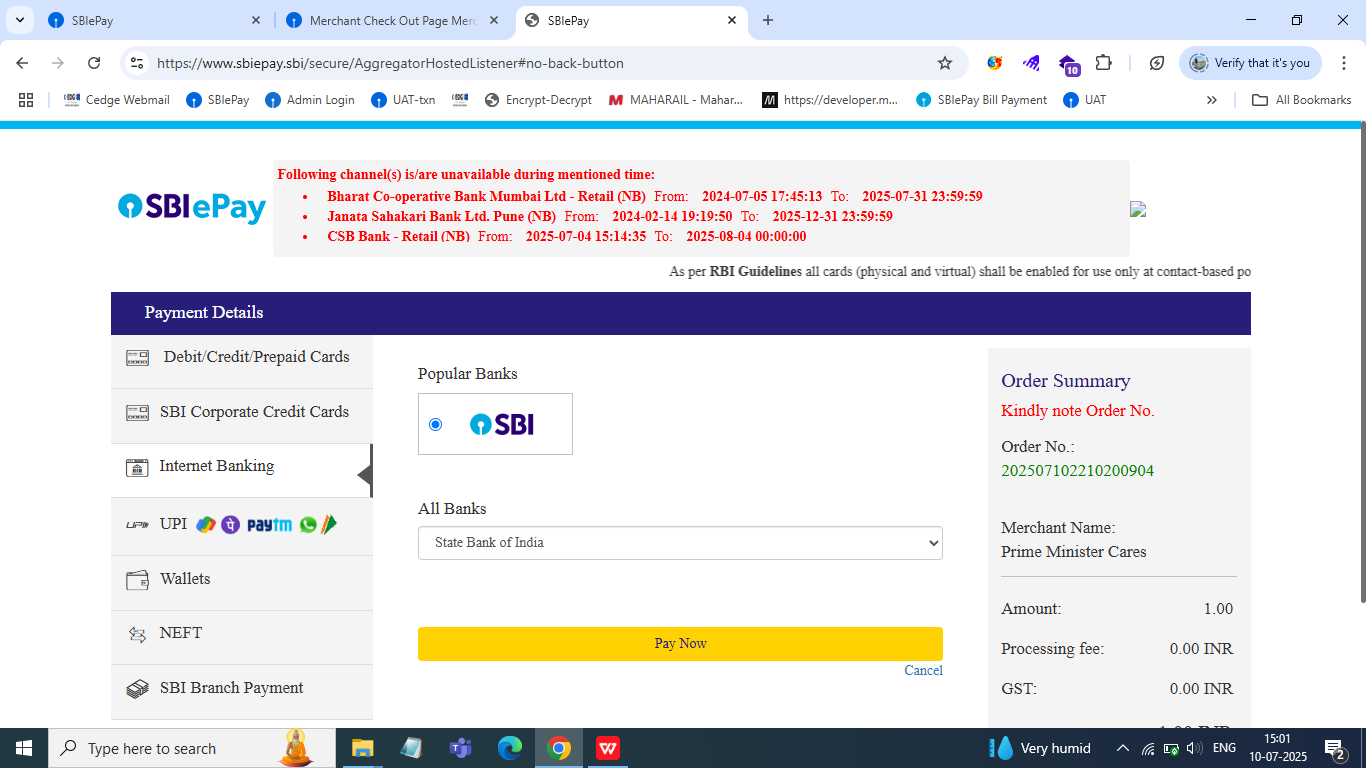 SBIePay
Merchant Check Out Page Mer
SBIePay
https://www.sbiepay.sbi/secure/AggregatorHostedListener#no-back-button
10
Verify that it's you
Cedge Webmail
SBIePay
Admin Login
UAT-txn
Encrypt-Decrypt
MAHARAIL - Mahar...
https://developer.m...
SBIePay Bill Payment
UAT
All Bookmarks
SBIePay
Following channel(s) is/are unavailable during mentioned time:
• Bharat Co-operative Bank Mumbai Ltd - Retail (NB) From: 2024-07-05 17:45:13 To: 2025-07-31 23:59:59
• Janata Sahakari Bank Ltd. Pune (NB) From: 2024-02-14 19:19:50 To: 2025-12-31 23:59:59
• CSB Bank - Retail (NB) From: 2025-07-04 15:14:35 To: 2025-08-04 00:00:00
As per RBI Guidelines all cards (physical and virtual) shall be enabled for use only at contact-based po
Payment Details
Debit/Credit/Prepaid Cards
SBI Corporate Credit Cards
Internet Banking
UPI UPI पे paytm
Wallets
NEFT
SBI Branch Payment
Popular Banks
SBI
All Banks
State Bank of India
Pay Now
Cancel
Order Summary
Kindly note Order No.
Order No.:
202507102210200904
Merchant Name:
Prime Minister Cares
Amount: 1.00
Processing fee: 0.00 INR
GST: 0.00 INR
Type here to search
Very humid
ENG
15:01
10-07-2025
2